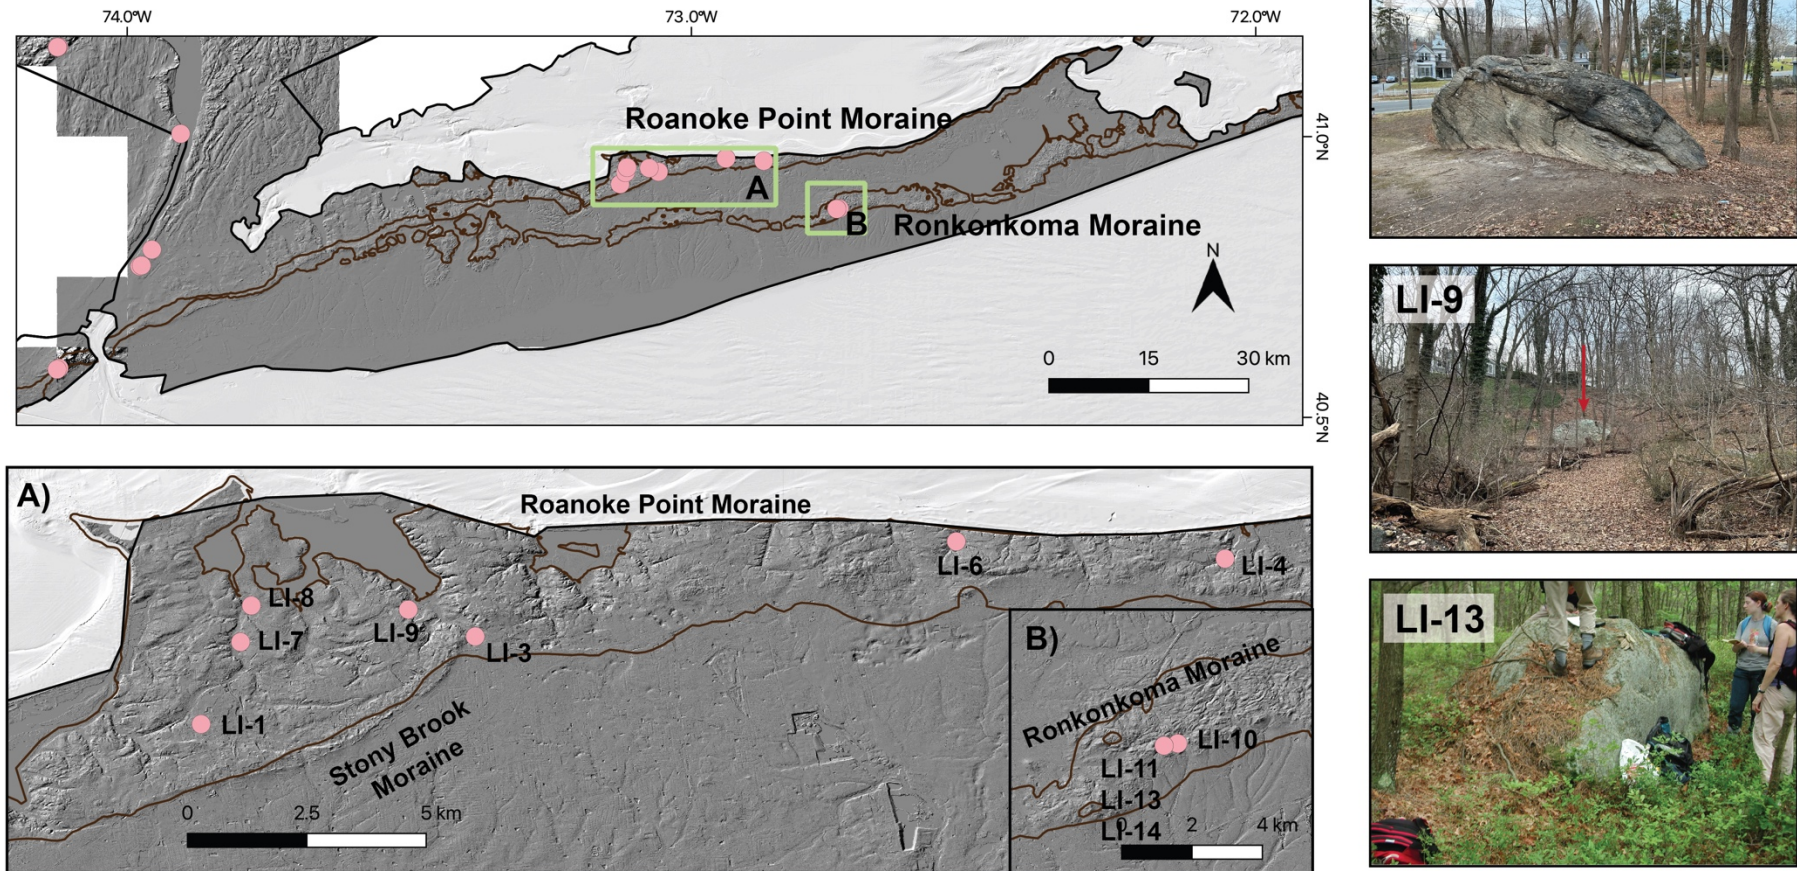 74.0°W
73.0°W
72.0°W
Roanoke Point Moraine
41.0°N
A
B
Ronkonkoma Moraine
N
0
15
30 km
40.5°N
A)
Roanoke Point Moraine
LI-6
LI-4
LI-8
LI-9
LI-7
LI-3
LI-1
Stony Brook
Moraine
0
2.5
5 km
B)
Ronkonkoma Moraine
LI-10
LI-11
LI-13
LI-14
2
4 km
LI-9
LI-13